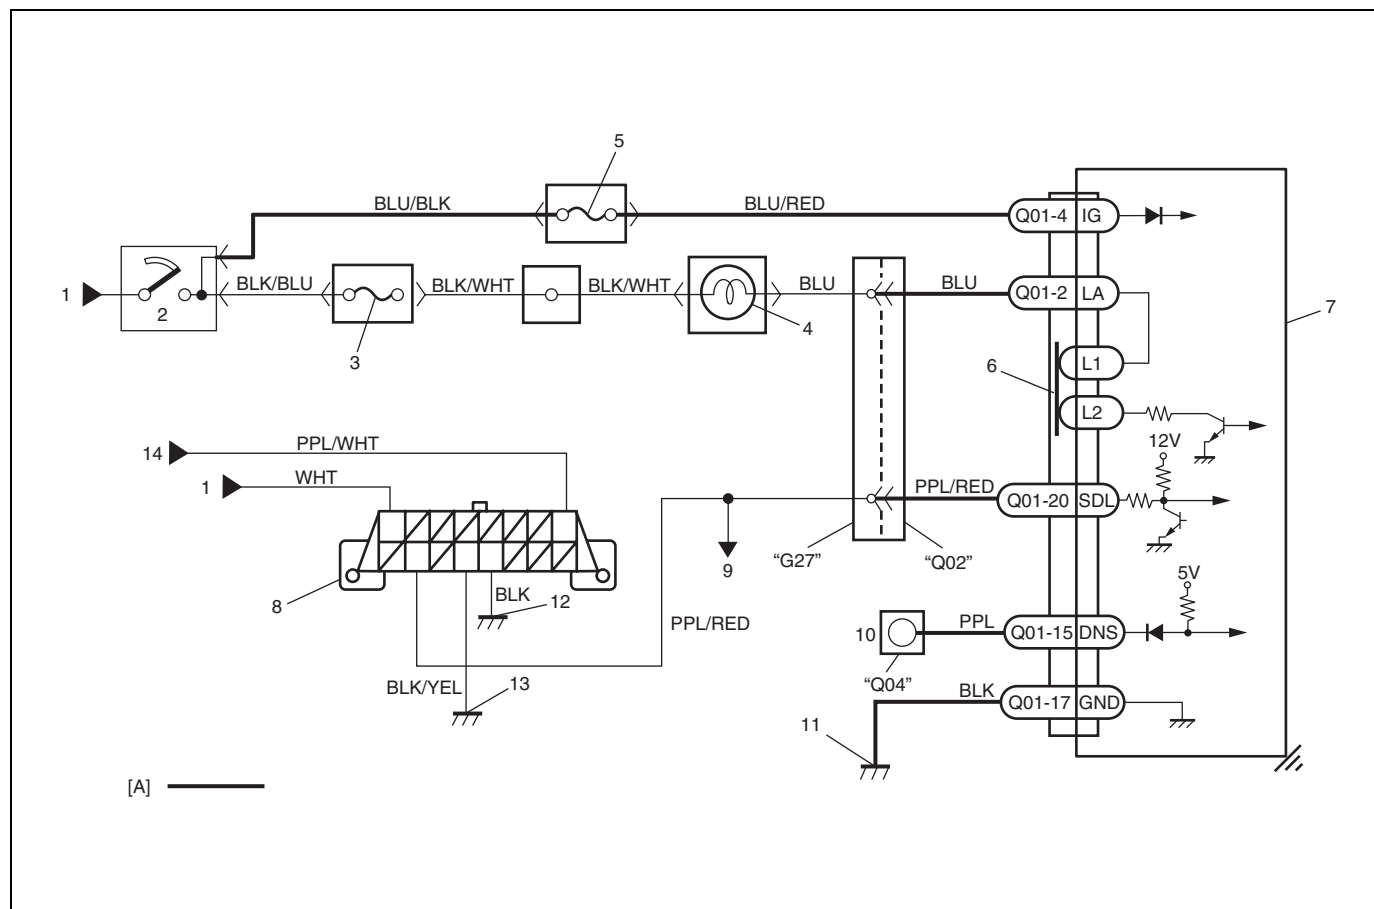 5
BLU/BLK
BLU/RED
Q01-4 IG
1
2
BLK/BLU
3
BLK/WHT
BLK/WHT
4
BLU
BLU
Q01-2 LA
7
6
L1
L2
14
PPL/WHT
1
WHT
12V
PPL/RED
Q01-20 SDL
9
“G27”
“Q02”
8
BLK
12
PPL/RED
5V
10
PPL
Q01-15 DNS
“Q04”
BLK/YEL
13
BLK
Q01-17 GND
11
[A]